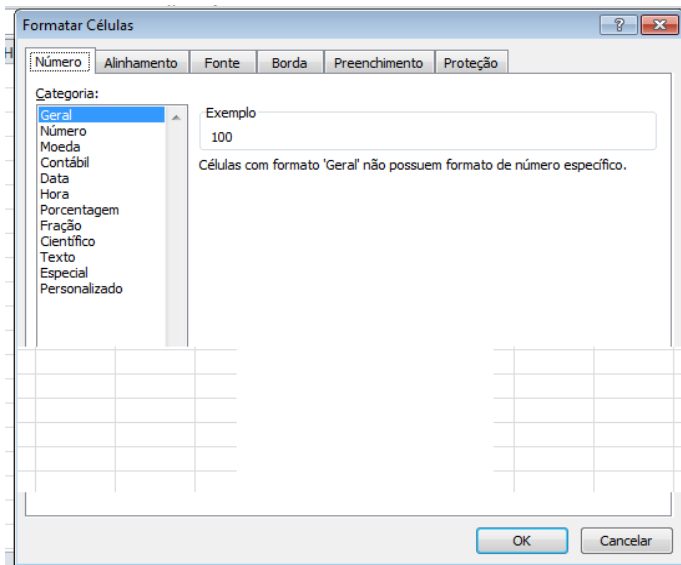 Formatar Células
H
Número Alinhamento Fonte Borda Preenchimento Proteção
Categoria:
Geral
Número
Moeda
Contábil
Data
Hora
Porcentagem
Fração
Científico
Texto
Especial
Personalizado
Exemplo
100
Células com formato 'Geral' não possuem formato de número específico.
OK Cancelar